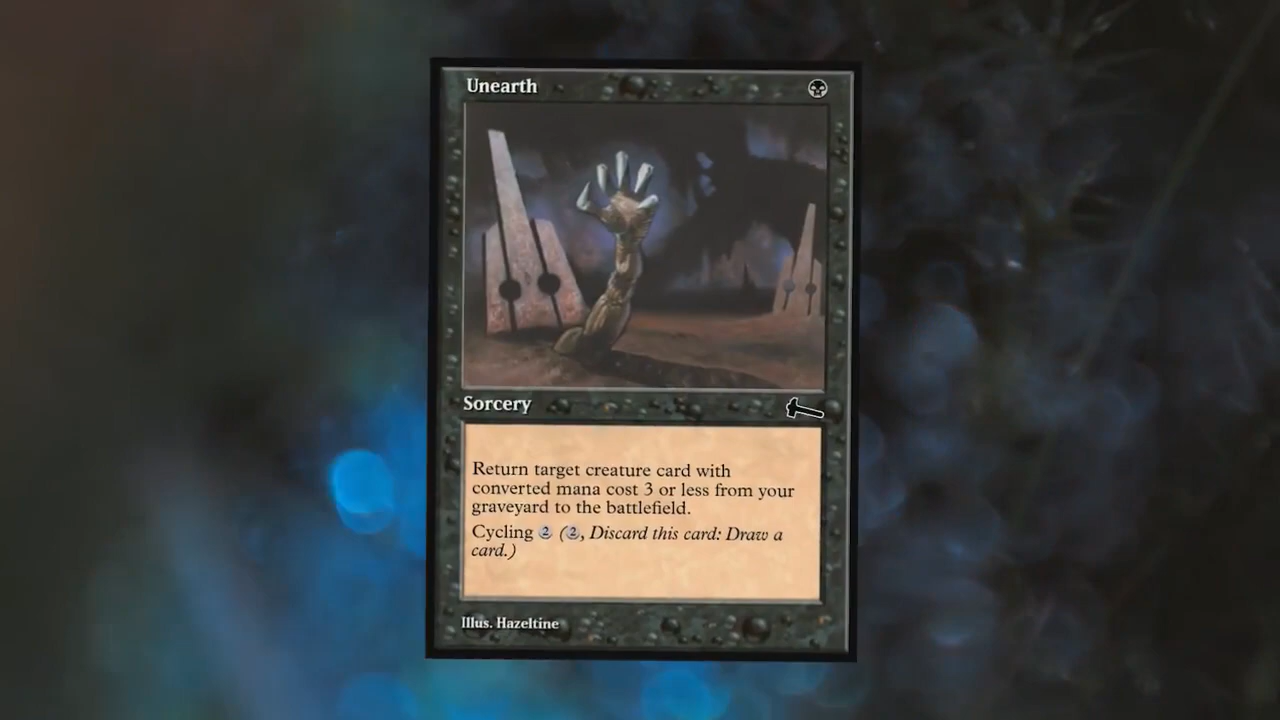 Unearth
Sorcery
Return target creature card with
converted mana cost 3 or less from your
graveyard to the battlefield.
Cycling 2 (2, Discard this card: Draw a
card.)
Illus. Hazeltine